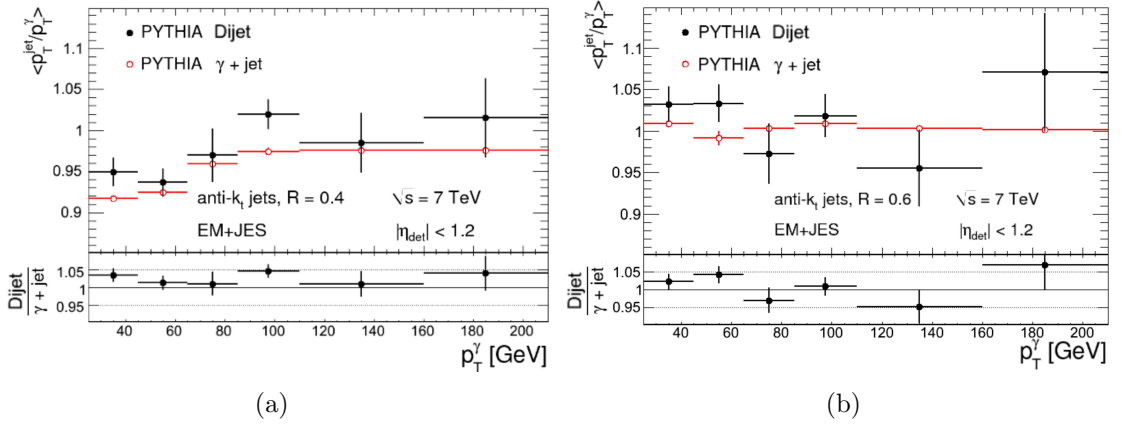 <p_T^jet/p_T^γ>
1.1
1.05
1
0.95
0.9
PYTHIA Dijet
PYTHIA γ + jet
anti-k_t jets, R = 0.4 √s = 7 TeV
EM+JES |η_det| < 1.2
Dijet
γ + jet
1.05
1
0.95
40 60 80 100 120 140 160 180 200
p_T^γ [GeV]
(a)
<p_T^jet/p_T^γ>
1.1
1.05
1
0.95
0.9
PYTHIA Dijet
PYTHIA γ + jet
anti-k_t jets, R = 0.6 √s = 7 TeV
EM+JES |η_det| < 1.2
Dijet
γ + jet
1.05
1
0.95
40 60 80 100 120 140 160 180 200
p_T^γ [GeV]
(b)